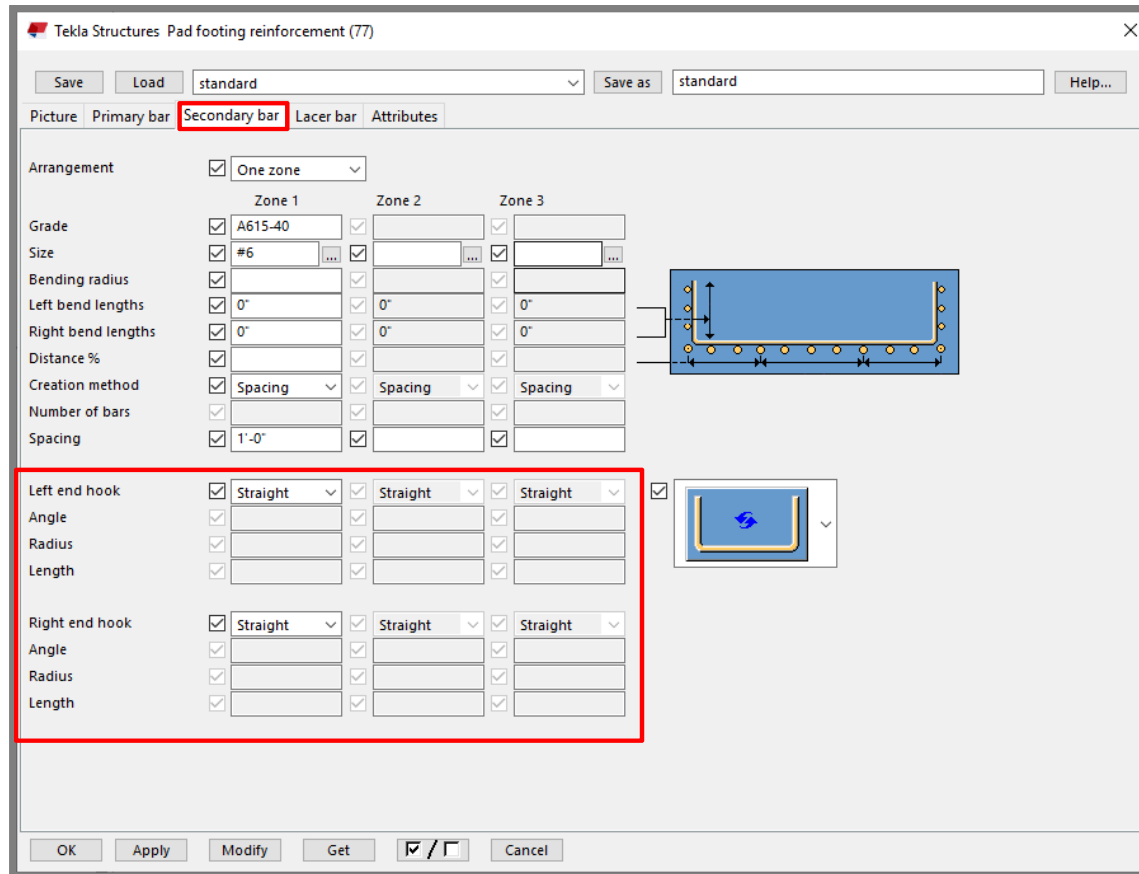 Tekla Structures Pad footing reinforcement (77)
Save Load standard Save as standard Help...
Picture Primary bar Secondary bar Lacer bar Attributes
Arrangement One zone
Zone 1 Zone 2 Zone 3
Grade A615-40
Size #6 ... ... ...
Bending radius
Left bend lengths 0" 0" 0"
Right bend lengths 0" 0" 0"
Distance %
Creation method Spacing Spacing Spacing
Number of bars
Spacing 1'-0"
Left end hook Straight Straight Straight
Angle
Radius
Length
Right end hook Straight Straight Straight
Angle
Radius
Length
OK Apply Modify Get / Cancel